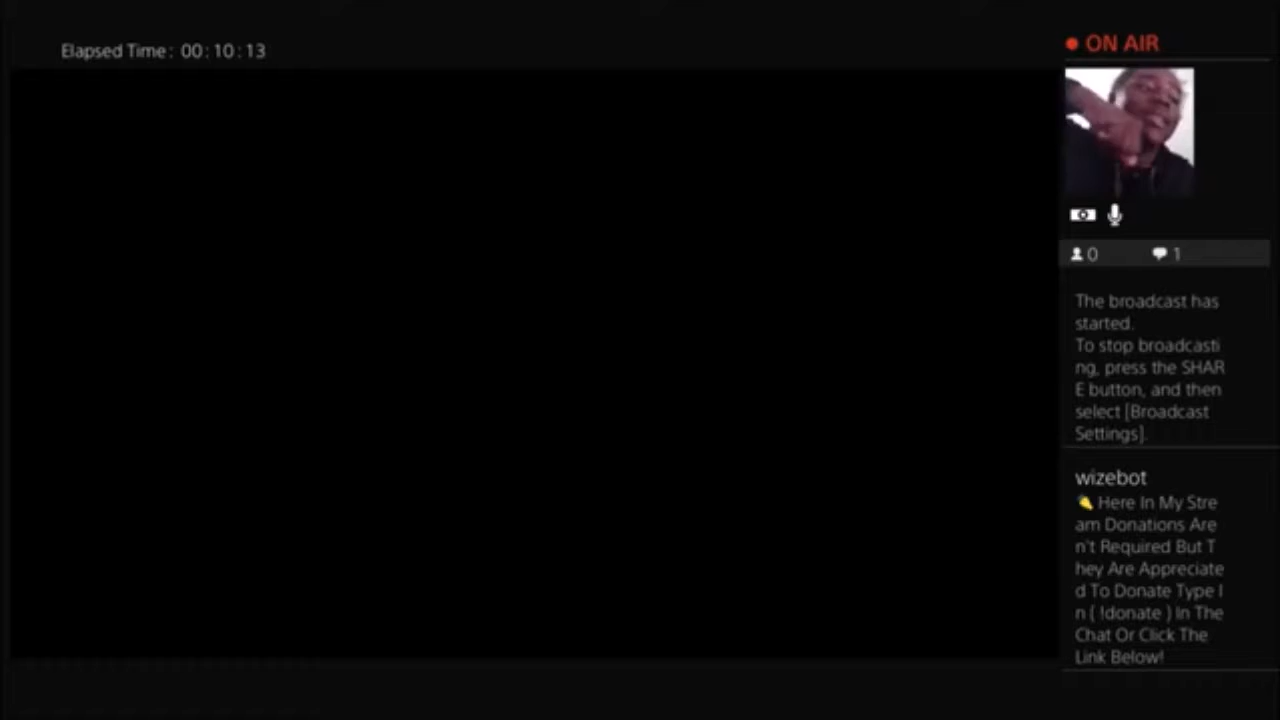 Elapsed Time: 00:10:13
ON AIR
0 1
The broadcast has
started.
To stop broadcasti
ng, press the SHAR
E button, and then
select [Broadcast
Settings].
wizebot
Here In My Stre
am Donations Are
n't Required But T
hey Are Appreciate
d To Donate Type I
n ( !donate ) In The
Chat Or Click The
Link Below!